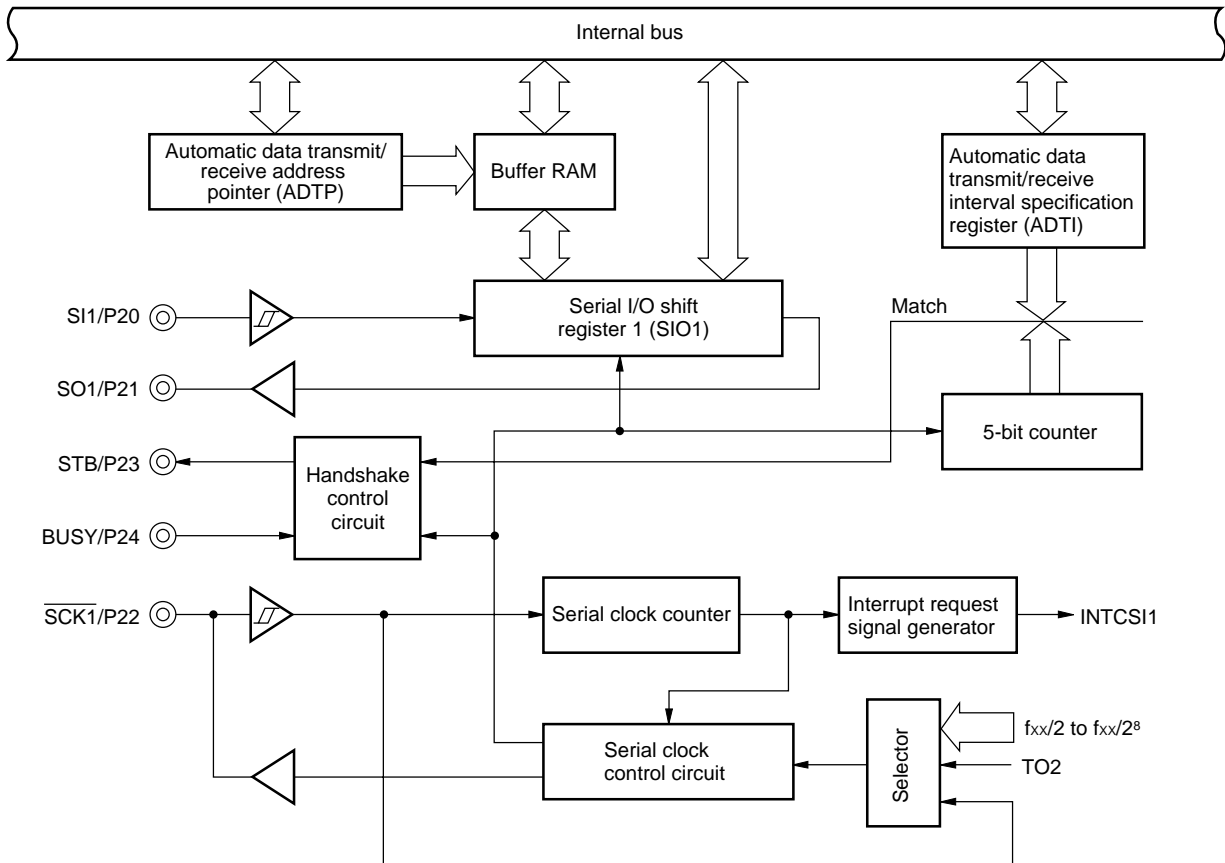 Internal bus
Automatic data transmit/
receive address
pointer (ADTP)
Buffer RAM
Automatic data
transmit/receive
interval specification
register (ADTI)
SI1/P20
Serial I/O shift
register 1 (SIO1)
Match
SO1/P21
5-bit counter
STB/P23
Handshake
control
circuit
BUSY/P24
SCK1/P22
Serial clock counter
Interrupt request
signal generator
INTCSI1
Serial clock
control circuit
Selector
fxx/2 to fxx/2⁸
TO2